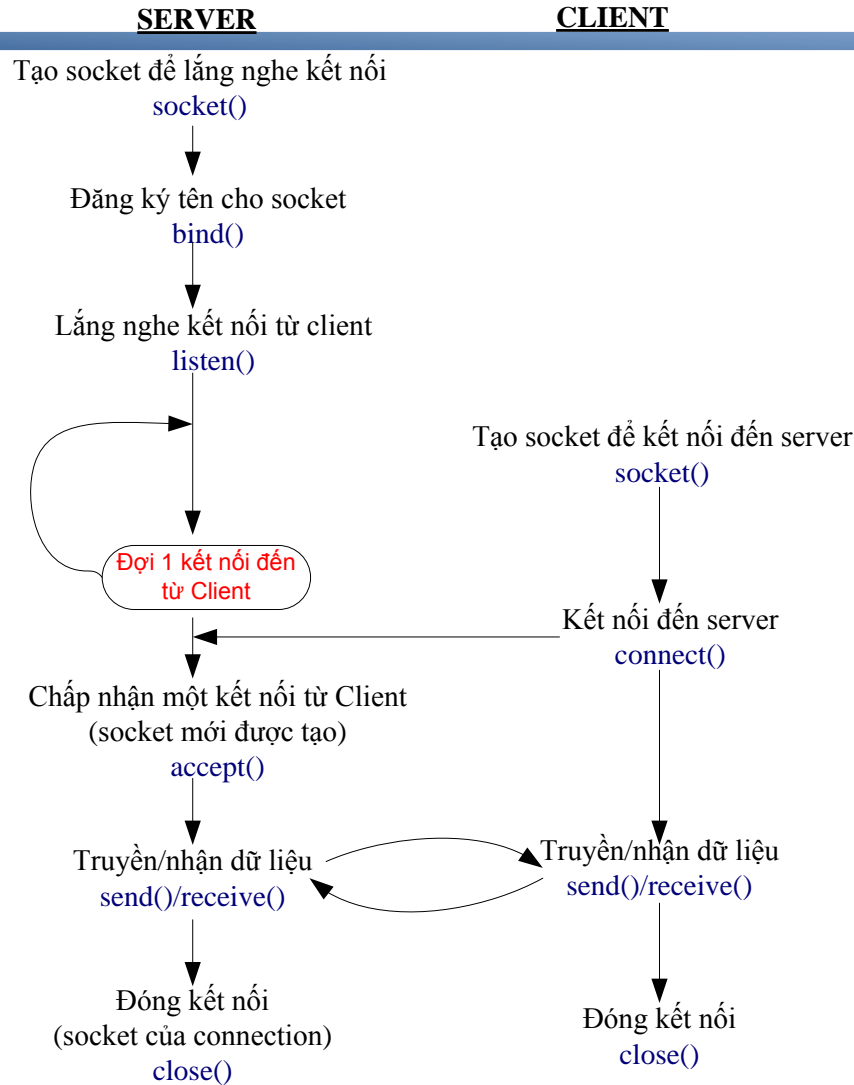 SERVER
CLIENT
Tạo socket để lắng nghe kết nối
socket()
Đăng ký tên cho socket
bind()
Lắng nghe kết nối từ client
listen()
Đợi 1 kết nối đến
từ Client
Chấp nhận một kết nối từ Client
(socket mới được tạo)
accept()
Truyền/nhận dữ liệu
send()/receive()
Đóng kết nối
(socket của connection)
close()
Tạo socket để kết nối đến server
socket()
Kết nối đến server
connect()
Truyền/nhận dữ liệu
send()/receive()
Đóng kết nối
close()